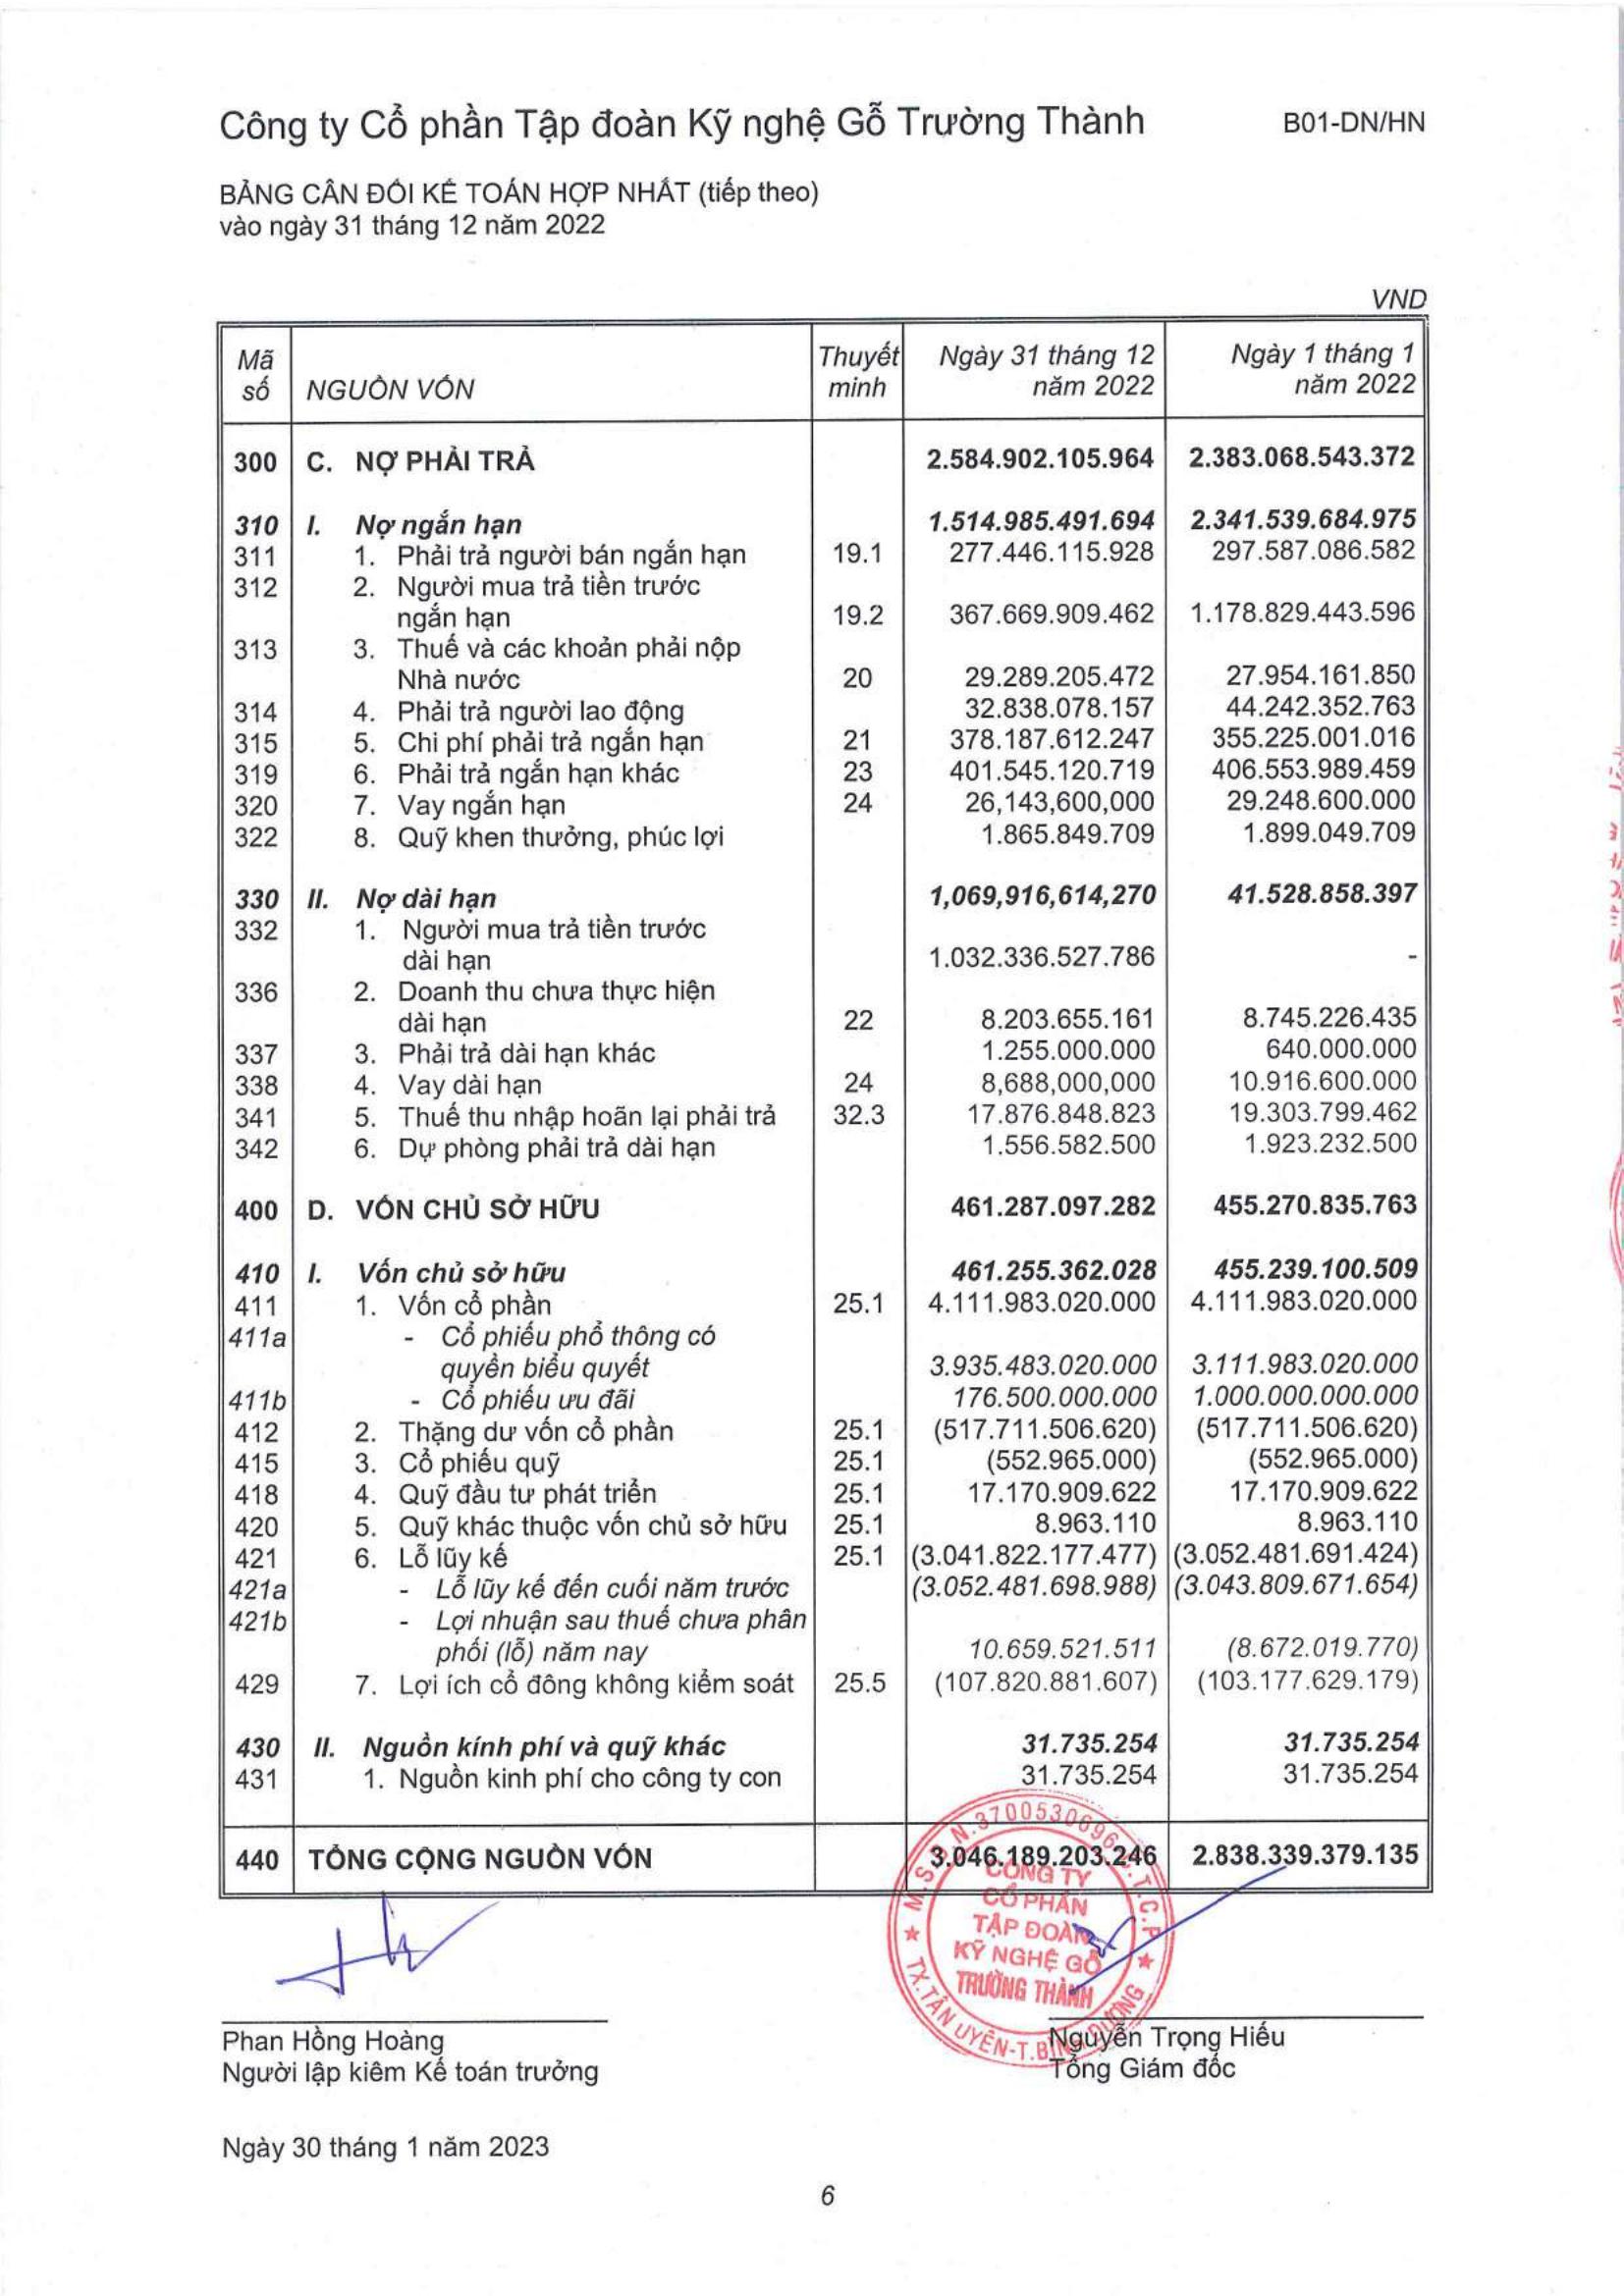 Công ty Cổ phần Tập đoàn Kỹ nghệ Gỗ Trường Thành B01-DN/HN
BẢNG CÂN ĐỐI KẾ TOÁN HỢP NHẤT (tiếp theo)
vào ngày 31 tháng 12 năm 2022
VND
Mã số NGUỒN VỐN Thuyết minh Ngày 31 tháng 12 năm 2022 Ngày 1 tháng 1 năm 2022
300 C. NỢ PHẢI TRẢ 2.584.902.105.964 2.383.068.543.372
310 I. Nợ ngắn hạn 1.514.985.491.694 2.341.539.684.975
311 1. Phải trả người bán ngắn hạn 19.1 277.446.115.928 297.587.086.582
312 2. Người mua trả tiền trước
ngắn hạn 19.2 367.669.909.462 1.178.829.443.596
313 3. Thuế và các khoản phải nộp
Nhà nước 20 29.289.205.472 27.954.161.850
314 4. Phải trả người lao động 32.838.078.157 44.242.352.763
315 5. Chi phí phải trả ngắn hạn 21 378.187.612.247 355.225.001.016
319 6. Phải trả ngắn hạn khác 23 401.545.120.719 406.553.989.459
320 7. Vay ngắn hạn 24 26,143,600,000 29.248.600.000
322 8. Quỹ khen thưởng, phúc lợi 1.865.849.709 1.899.049.709
330 II. Nợ dài hạn 1,069,916,614,270 41.528.858.397
332 1. Người mua trả tiền trước
dài hạn 1.032.336.527.786 -
336 2. Doanh thu chưa thực hiện
dài hạn 22 8.203.655.161 8.745.226.435
337 3. Phải trả dài hạn khác 1.255.000.000 640.000.000
338 4. Vay dài hạn 24 8,688,000,000 10.916.600.000
341 5. Thuế thu nhập hoãn lại phải trả 32.3 17.876.848.823 19.303.799.462
342 6. Dự phòng phải trả dài hạn 1.556.582.500 1.923.232.500
400 D. VỐN CHỦ SỞ HỮU 461.287.097.282 455.270.835.763
410 I. Vốn chủ sở hữu 461.255.362.028 455.239.100.509
411 1. Vốn cổ phần 25.1 4.111.983.020.000 4.111.983.020.000
411a - Cổ phiếu phổ thông có
quyền biểu quyết 3.935.483.020.000 3.111.983.020.000
411b - Cổ phiếu ưu đãi 176.500.000.000 1.000.000.000.000
412 2. Thặng dư vốn cổ phần 25.1 (517.711.506.620) (517.711.506.620)
415 3. Cổ phiếu quỹ 25.1 (552.965.000) (552.965.000)
418 4. Quỹ đầu tư phát triển 25.1 17.170.909.622 17.170.909.622
420 5. Quỹ khác thuộc vốn chủ sở hữu 25.1 8.963.110 8.963.110
421 6. Lỗ lũy kế 25.1 (3.041.822.177.477) (3.052.481.691.424)
421a - Lỗ lũy kế đến cuối năm trước (3.052.481.698.988) (3.043.809.671.654)
421b - Lợi nhuận sau thuế chưa phân
phối (lỗ) năm nay 10.659.521.511 (8.672.019.770)
429 7. Lợi ích cổ đông không kiểm soát 25.5 (107.820.881.607) (103.177.629.179)
430 II. Nguồn kính phí và quỹ khác 31.735.254 31.735.254
431 1. Nguồn kinh phí cho công ty con 31.735.254 31.735.254
440 TỔNG CỘNG NGUỒN VỐN 3.046.189.203.246 2.838.339.379.135
M.S.D.N.3700530696-C.T.C.P
CÔNG TY
CỔ PHẦN
TẬP ĐOÀN
KỸ NGHỆ GỖ
TRƯỜNG THÀNH
TX.TÂN UYÊN-T.BÌNH DƯƠNG
Phan Hồng Hoàng Nguyễn Trọng Hiếu
Người lập kiêm Kế toán trưởng Tổng Giám đốc
Ngày 30 tháng 1 năm 2023
6